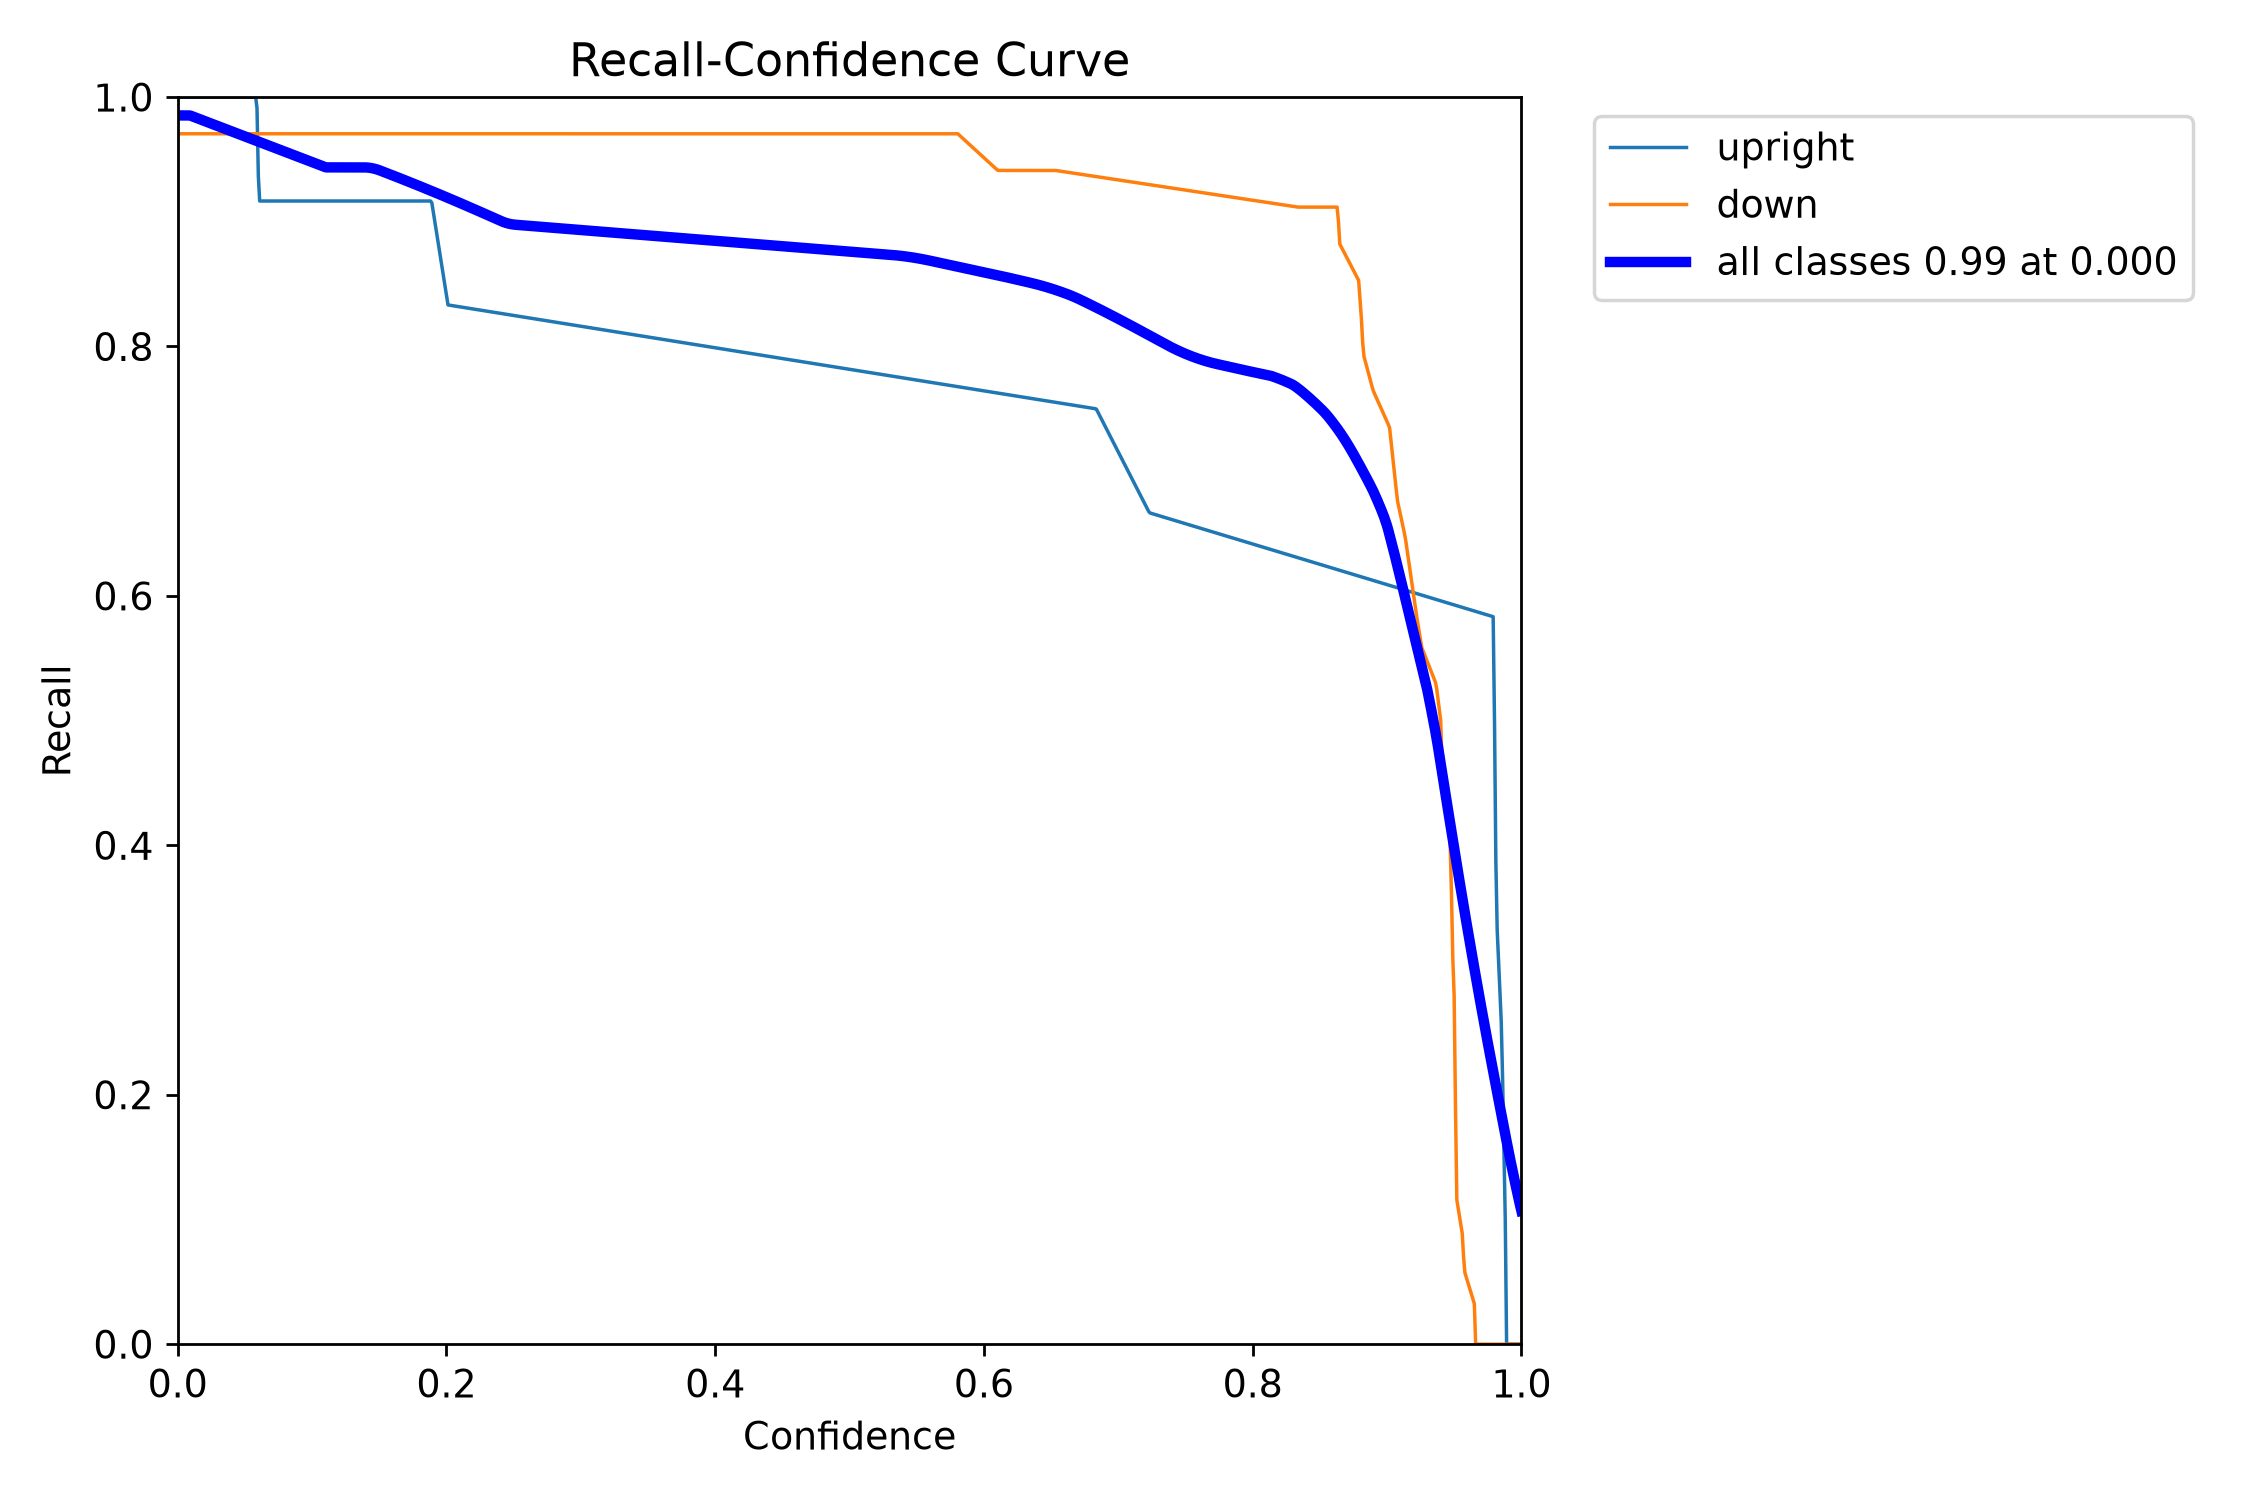 Recall-Confidence Curve
1.0
0.8
0.6
0.4
0.2
0.0
Recall
0.0 0.2 0.4 0.6 0.8 1.0
Confidence
upright
down
all classes 0.99 at 0.000